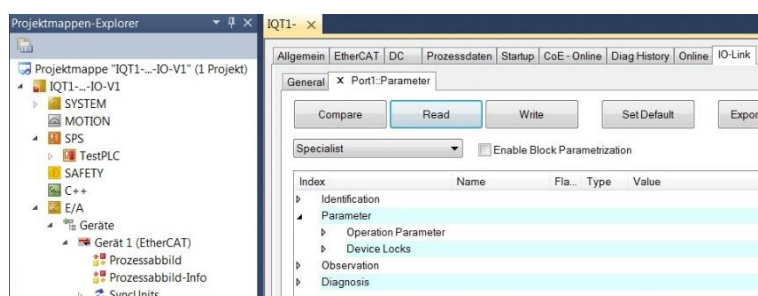 Projektmappen-Explorer
Projektmappe "IQT1-...-IO-V1" (1 Projekt)
IQT1-...-IO-V1
SYSTEM
MOTION
SPS
TestPLC
SAFETY
C++
E/A
Geräte
Gerät 1 (EtherCAT)
Prozessabbild
Prozessabbild-Info
SyncUnits
IQT1-
Allgemein EtherCAT DC Prozessdaten Startup CoE - Online Diag History Online IO-Link
General X Port1::Parameter
Compare Read Write Set Default Expor
Specialist Enable Block Parametrization
Index Name Fla... Type Value
Identification
Parameter
Operation Parameter
Device Locks
Observation
Diagnosis